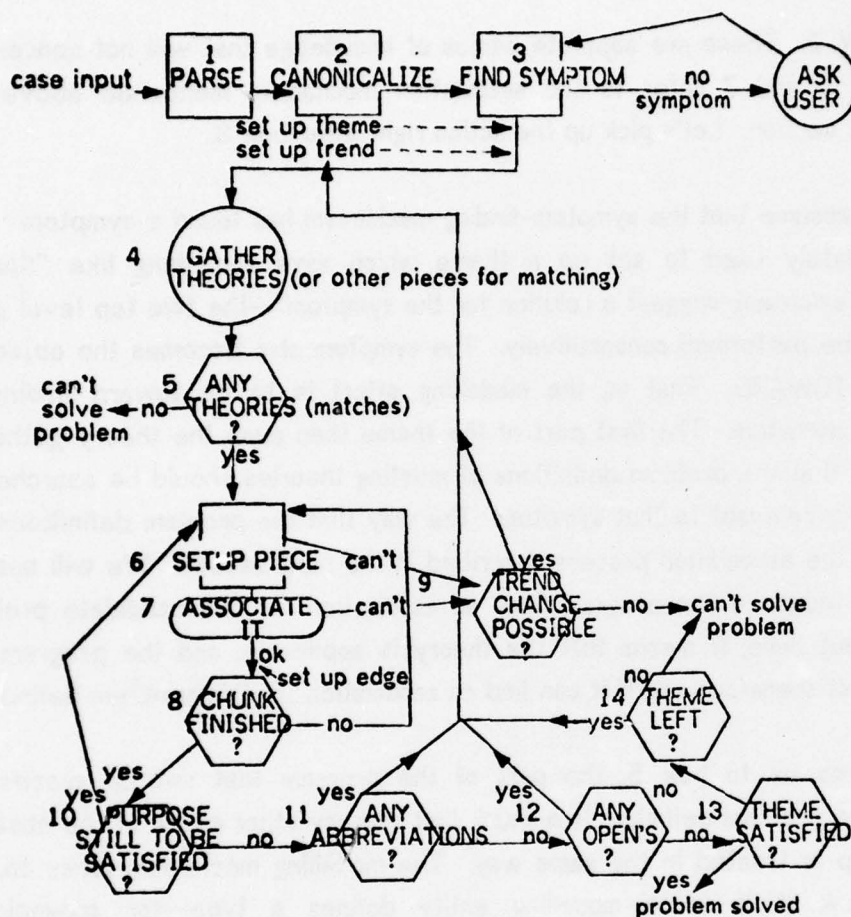 case input
1
PARSE
2
CANONICALIZE
3
FIND SYMPTOM
no
symptom
ASK
USER
set up theme
set up trend
4
GATHER
THEORIES (or other pieces for matching)
5
ANY
THEORIES (matches)
?
no
can't
solve
problem
yes
6
SET UP PIECE
can't
7
ASSOCIATE
can't
ok
set up edge
8
CHUNK
FINISHED
?
no
yes
9
yes
TREND
CHANGE
POSSIBLE
?
no
can't solve
problem
no
14
THEME
LEFT
?
yes
10
yes
PURPOSE
STILL TO BE
SATISFIED
?
no
11
yes
ANY
ABBREVIATIONS
?
no
12
yes
ANY
OPEN'S
?
no
13
no
THEME
SATISFIED
?
yes
problem solved